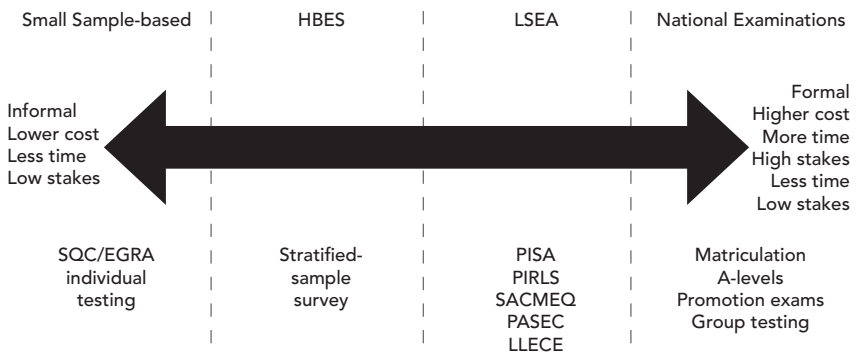 Small Sample-based
HBES
LSEA
National Examinations
Informal
Lower cost
Less time
Low stakes
Formal
Higher cost
More time
High stakes
Less time
Low stakes
SQC/EGRA
individual
testing
Stratified-
sample
survey
PISA
PIRLS
SACMEQ
PASEC
LLECE
Matriculation
A-levels
Promotion exams
Group testing